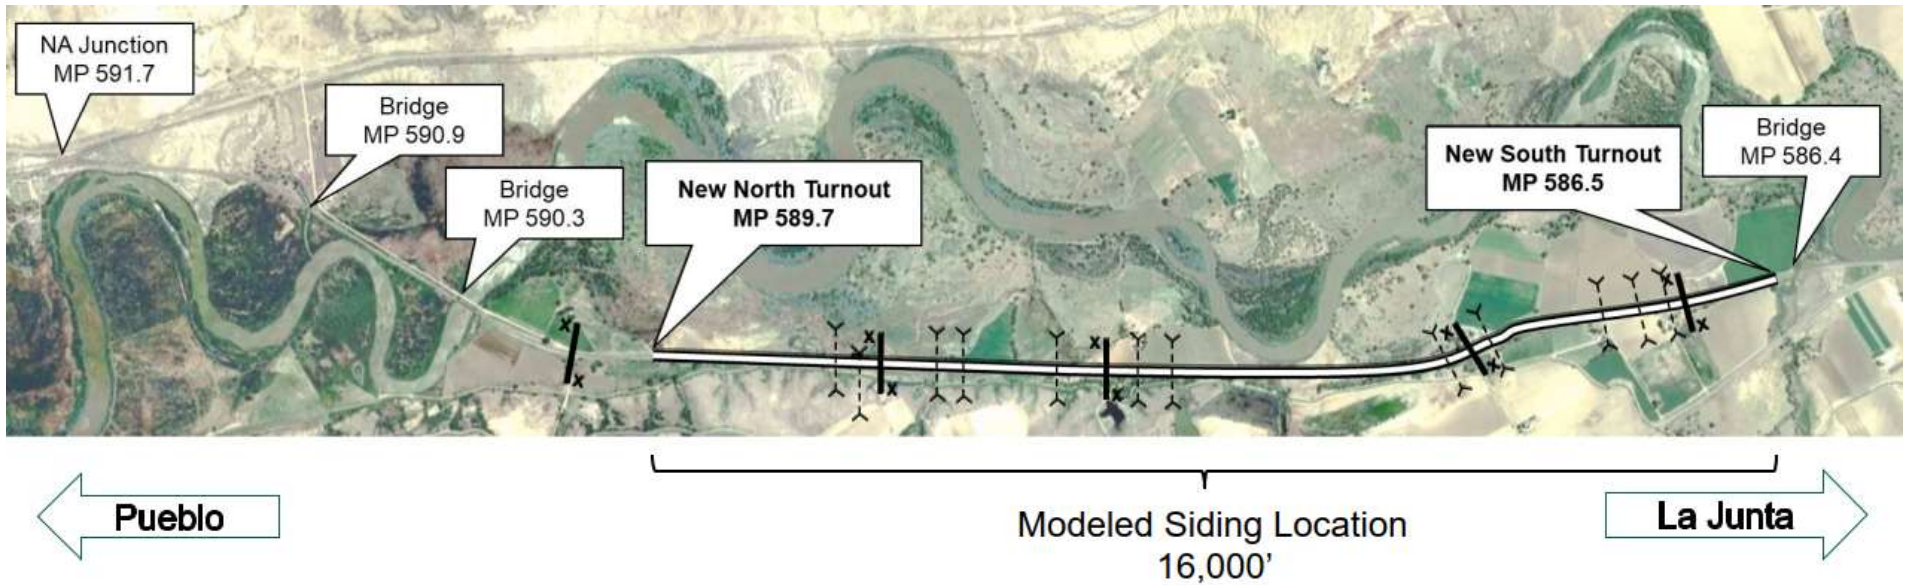 NA Junction
MP 591.7
Bridge
MP 590.9
Bridge
MP 590.3
New North Turnout
MP 589.7
New South Turnout
MP 586.5
Bridge
MP 586.4
x
x
x
x
x
x
x
x
x
x
Pueblo
Modeled Siding Location
16,000’
La Junta